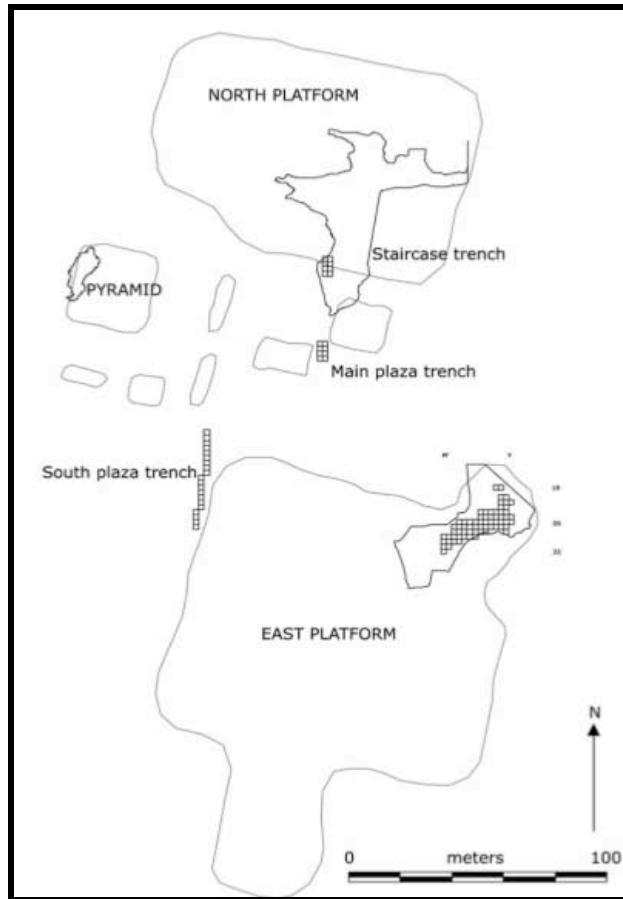 NORTH PLATFORM
Staircase trench
PYRAMID
Main plaza trench
South plaza trench
EAST PLATFORM
N
0 meters 100